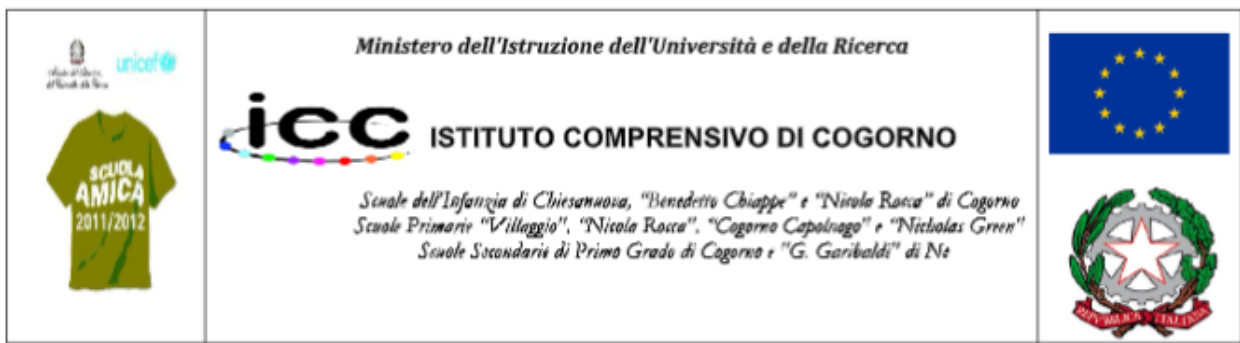 unicef
SCUOLA
AMICA
2011/2012
Ministero dell'Istruzione dell'Università e della Ricerca
icc
ISTITUTO COMPRENSIVO DI COGORNO
Scuole dell'Infanzia di Chiesanuova, "Benedetto Chiappe" e "Nicola Rocca" di Cogorno
Scuole Primarie "Villaggio", "Nicola Rocca", "Cogorno Capoluogo" e "Nicholas Green"
Scuole Secondarie di Primo Grado di Cogorno e "G. Garibaldi" di Ne
REPVBBLICA ITALIANA